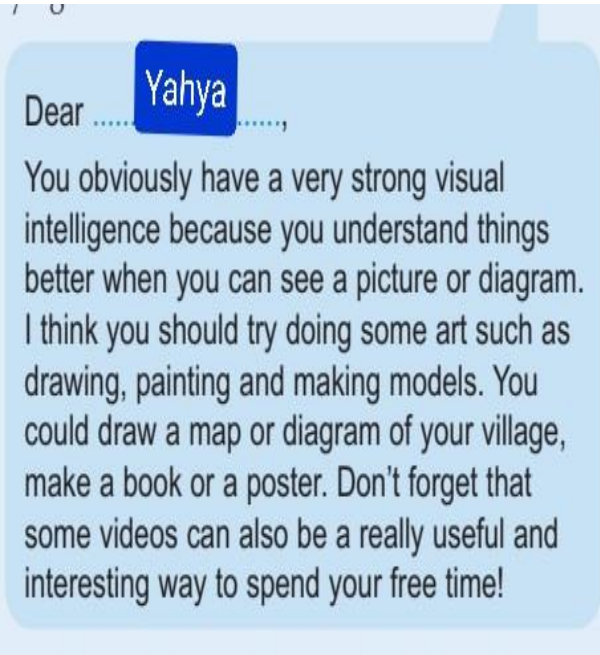 Dear ...... Yahya ......,
You obviously have a very strong visual
intelligence because you understand things
better when you can see a picture or diagram.
I think you should try doing some art such as
drawing, painting and making models. You
could draw a map or diagram of your village,
make a book or a poster. Don't forget that
some videos can also be a really useful and
interesting way to spend your free time!